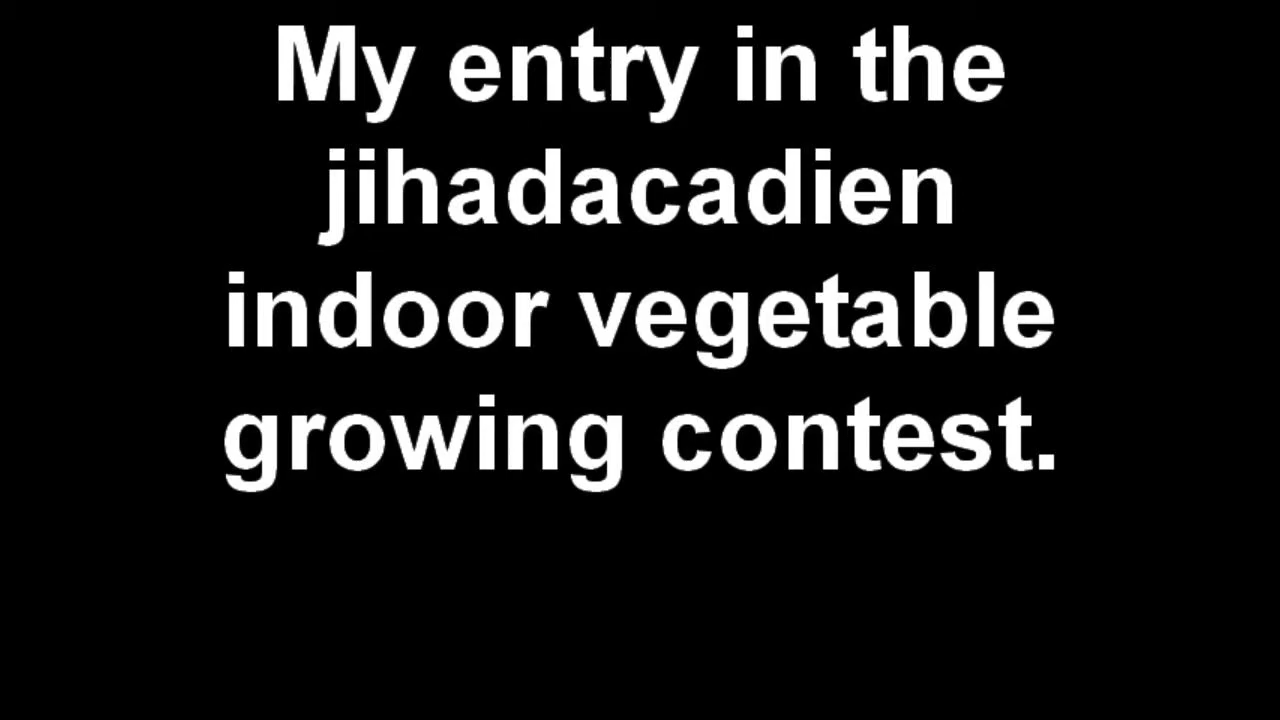 My entry in the
jihadacadien
indoor vegetable
growing contest.